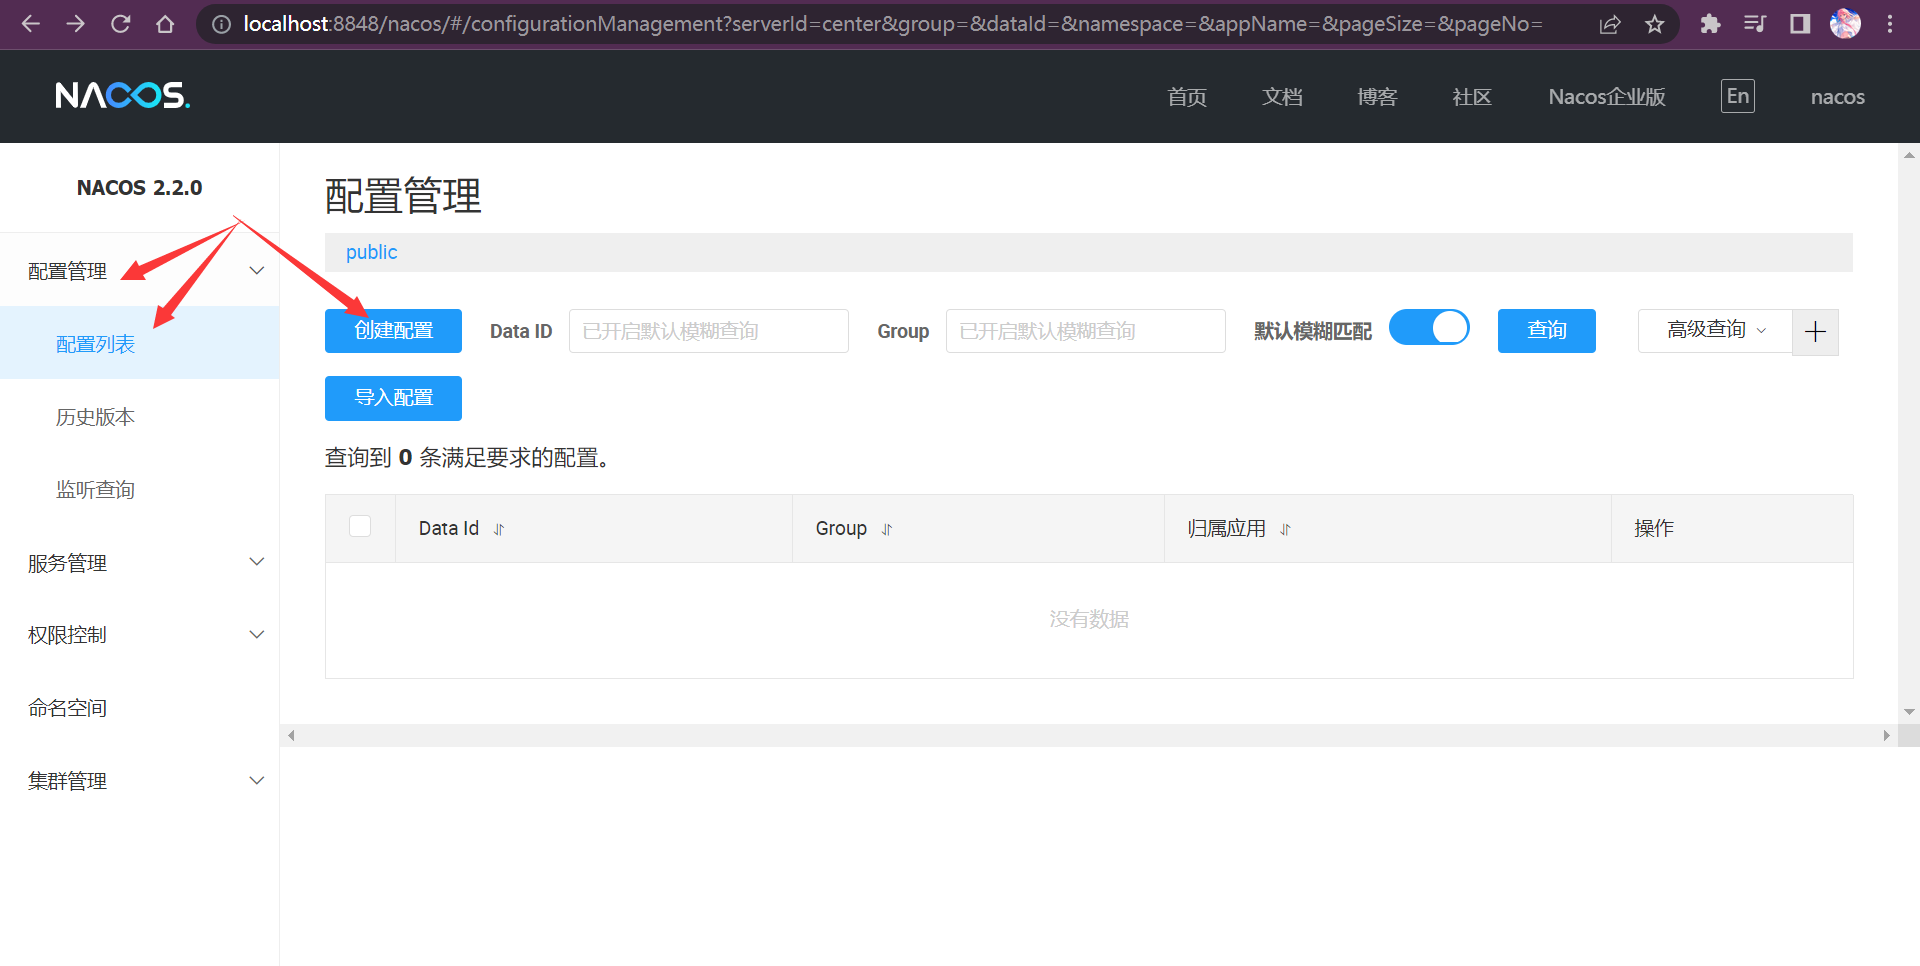 localhost:8848/nacos/#/configurationManagement?serverId=center&group=&dataId=&namespace=&appName=&pageSize=&pageNo=
NACOS.
首页 文档 博客 社区 Nacos企业版 En nacos
NACOS 2.2.0
配置管理
配置列表
历史版本
监听查询
服务管理
权限控制
命名空间
集群管理
配置管理
public
创建配置 Data ID 已开启默认模糊查询 Group 已开启默认模糊查询 默认模糊匹配 查询 高级查询
导入配置
查询到 0 条满足要求的配置。
Data Id Group 归属应用 操作
没有数据